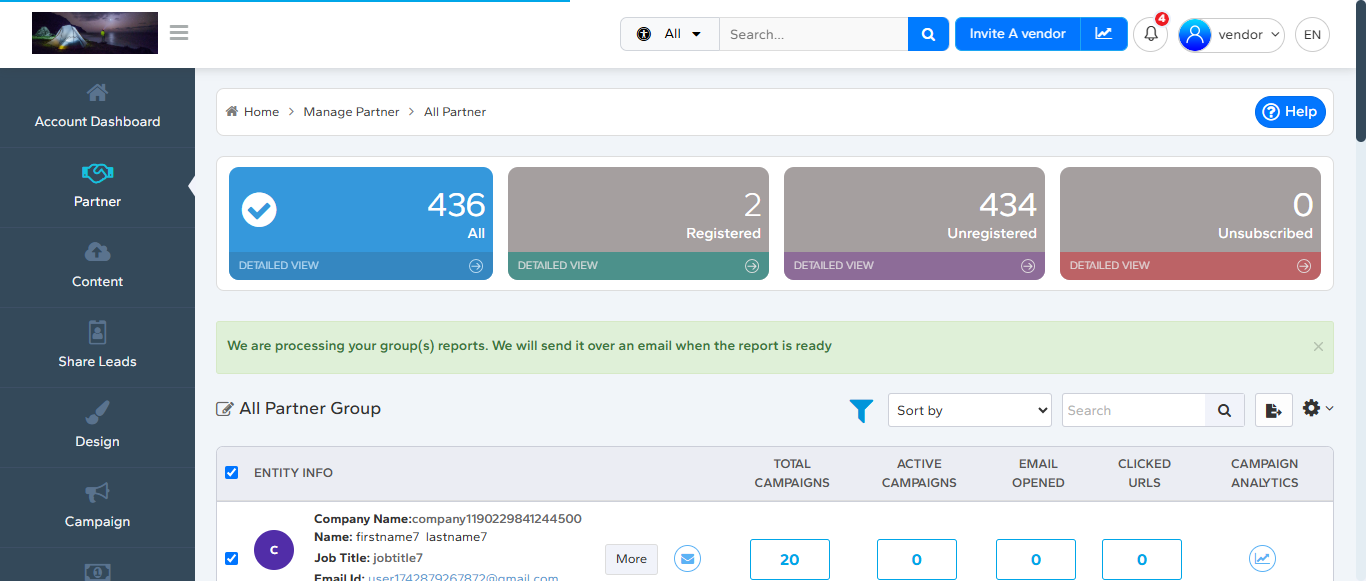 All
Search...
Invite A vendor
4
vendor
EN
Account Dashboard
Partner
Content
Share Leads
Design
Campaign
Home > Manage Partner > All Partner
Help
436
All
DETAILED VIEW
2
Registered
DETAILED VIEW
434
Unregistered
DETAILED VIEW
0
Unsubscribed
DETAILED VIEW
We are processing your group(s) reports. We will send it over an email when the report is ready
×
All Partner Group
Sort by
Search
ENTITY INFO
TOTAL CAMPAIGNS
ACTIVE CAMPAIGNS
EMAIL OPENED
CLICKED URLS
CAMPAIGN ANALYTICS
C
Company Name:company1190229841244500
Name: firstname7 lastname7
Job Title: jobtitle7
Email Id: user1742879267872@gmail.com
More
20
0
0
0